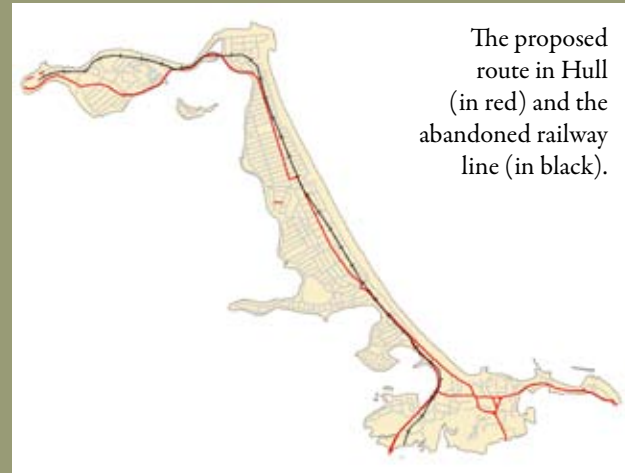 The proposed
route in Hull
(in red) and the
abandoned railway
line (in black).